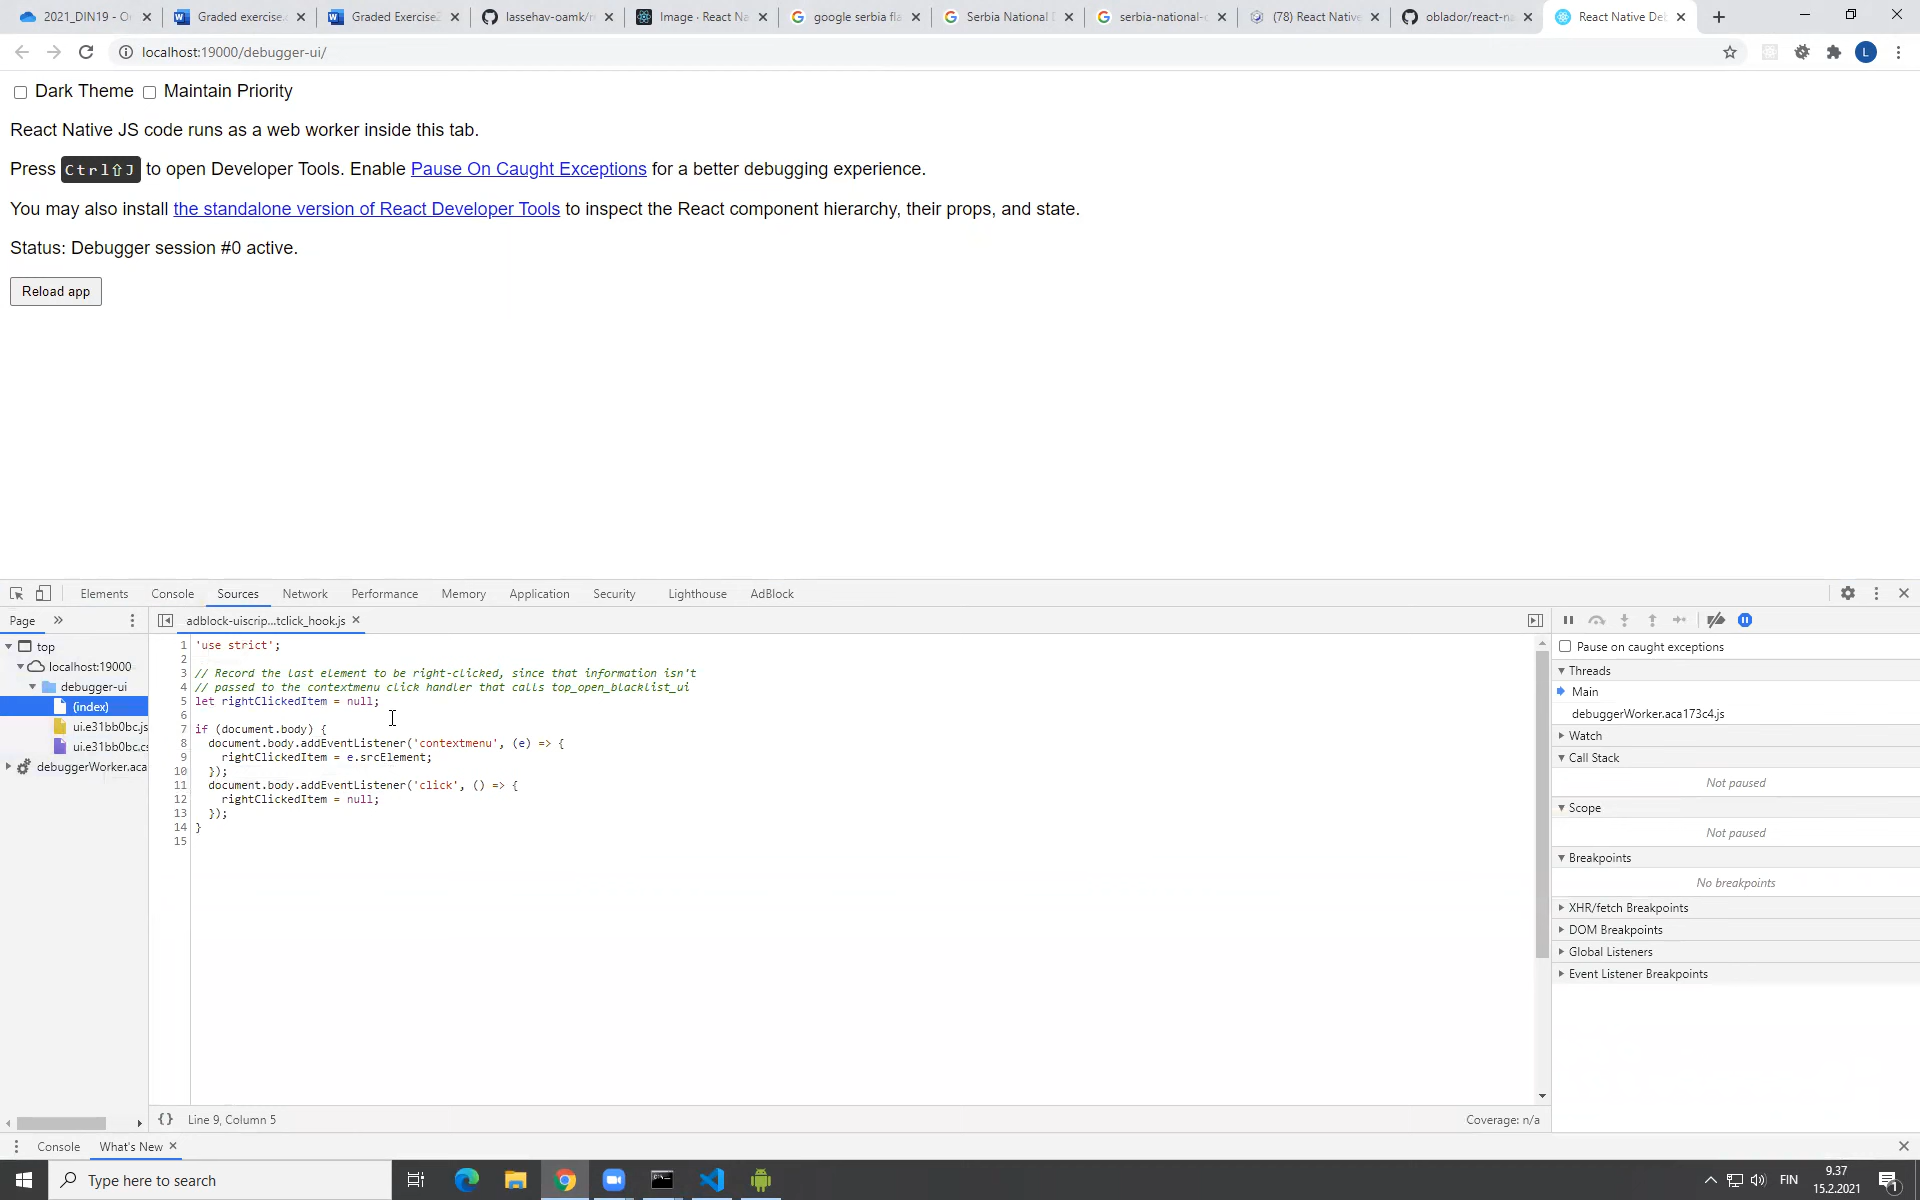 2021_DIN19 - O
Graded exercise.
Graded Exercise2
lassehav-oamk/r
Image · React Na
google serbia fla
Serbia National D
serbia-national-c
(78) React Native
oblador/react-na
React Native Deb
localhost:19000/debugger-ui/
L
Dark Theme Maintain Priority
React Native JS code runs as a web worker inside this tab.
Press Ctrl⇧J to open Developer Tools. Enable Pause On Caught Exceptions for a better debugging experience.
You may also install the standalone version of React Developer Tools to inspect the React component hierarchy, their props, and state.
Status: Debugger session #0 active.
Reload app
Elements Console Sources Network Performance Memory Application Security Lighthouse AdBlock
Page »
top
localhost:19000
debugger-ui
(index)
ui.e31bb0bc.js
ui.e31bb0bc.cs
debuggerWorker.aca
adblock-uiscrip...tclick_hook.js
1 'use strict';
2
3 // Record the last element to be right-clicked, since that information isn't
4 // passed to the contextmenu click handler that calls top_open_blacklist_ui
5 let rightClickedItem = null;
6
7 if (document.body) {
8 document.body.addEventListener('contextmenu', (e) => {
9 rightClickedItem = e.srcElement;
10 });
11 document.body.addEventListener('click', () => {
12 rightClickedItem = null;
13 });
14 }
15
{} Line 9, Column 5
Coverage: n/a
Pause on caught exceptions
Threads
Main
debuggerWorker.aca173c4.js
Watch
Call Stack
Not paused
Scope
Not paused
Breakpoints
No breakpoints
XHR/fetch Breakpoints
DOM Breakpoints
Global Listeners
Event Listener Breakpoints
Console What's New
Type here to search
FIN
9.37
15.2.2021
1